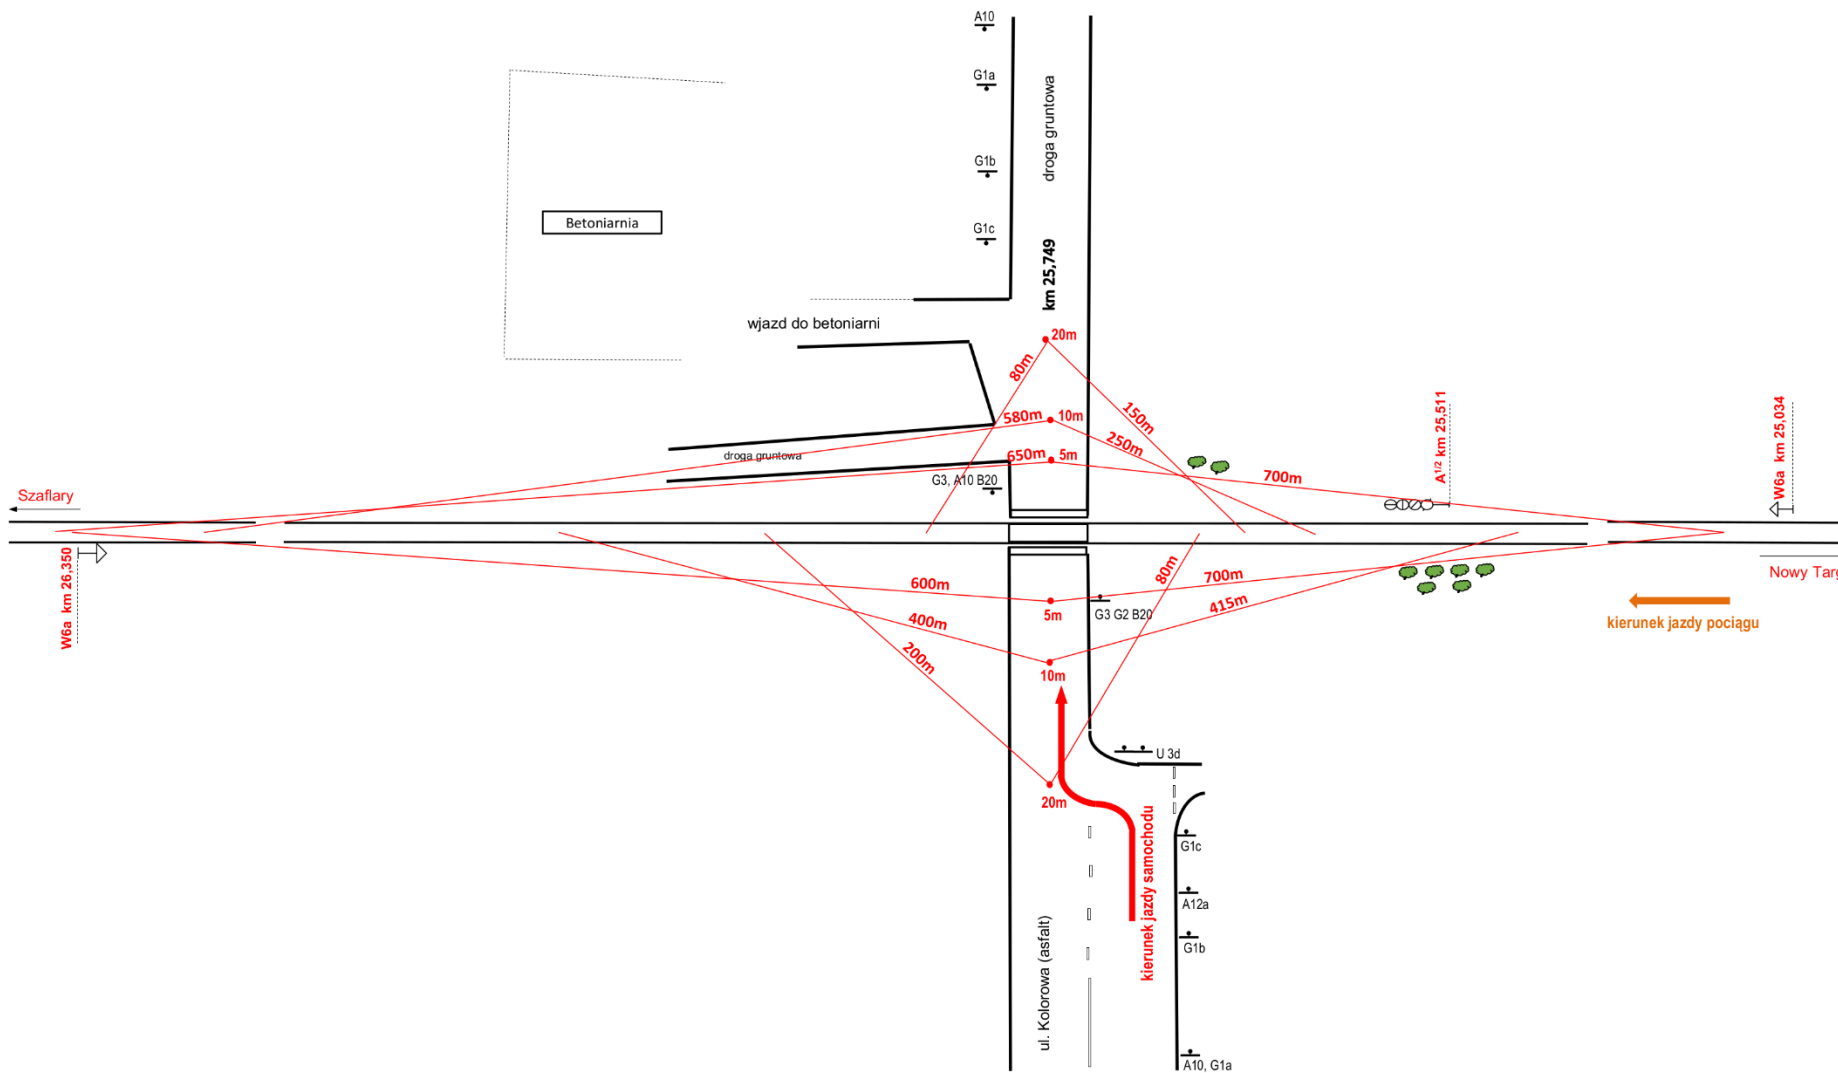 A10
G1a
droga gruntowa
G1b
Betoniarnia
G1c
km 25,749
wjazd do betoniarni
20m
80m
150m
580m
10m
250m
A1/2 km 25,511
W6a km 25,034
droga gruntowa
650m
5m
700m
G3, A10 B20
Szaflary
W6a km 26,350
600m
700m
80m
Nowy Targ
5m
G3 G2 B20
415m
400m
kierunek jazdy pociągu
200m
10m
U 3d
20m
kierunek jazdy samochodu
G1c
A12a
G1b
ul. Kolorowa (asfalt)
A10, G1a